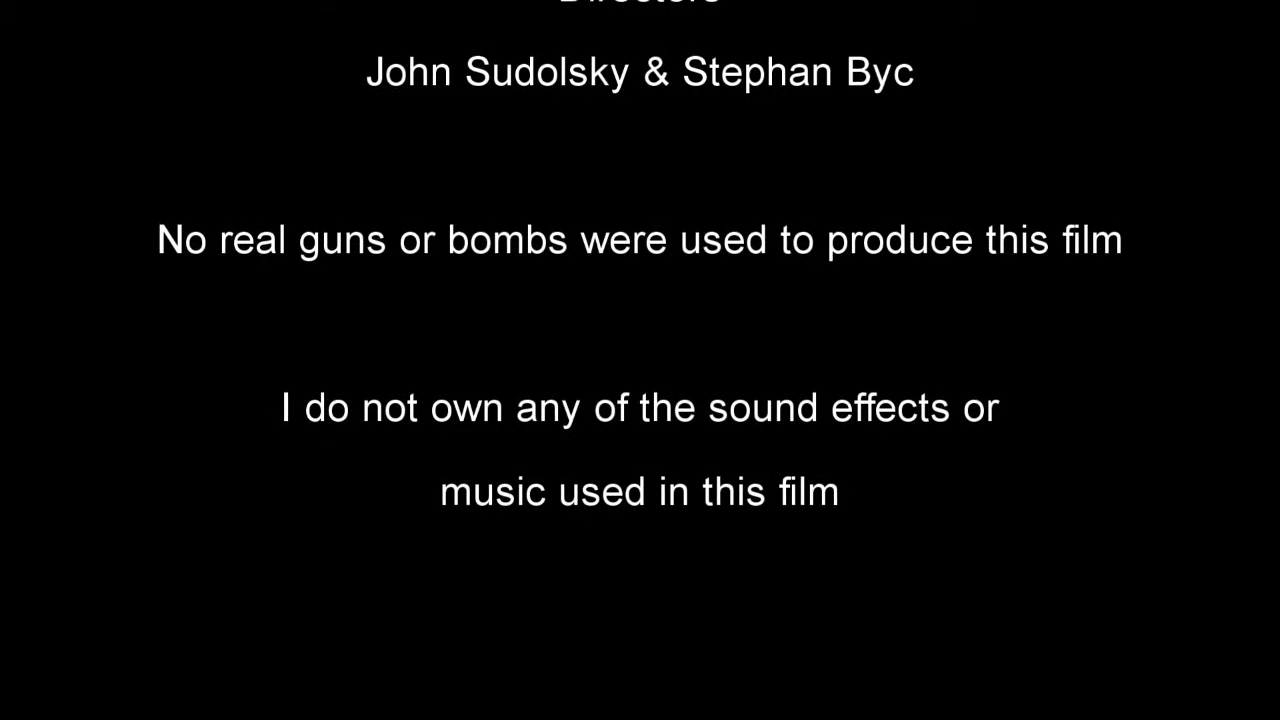 Directors
John Sudolsky & Stephan Byc
No real guns or bombs were used to produce this film
I do not own any of the sound effects or
music used in this film